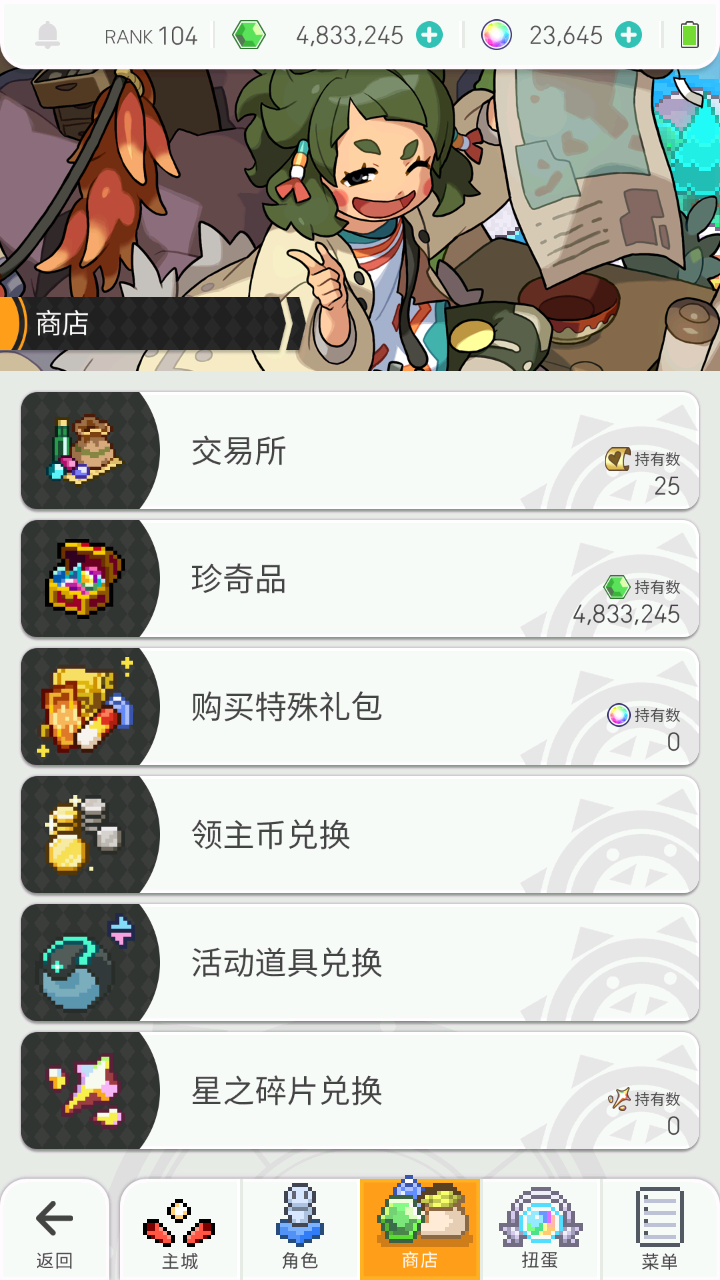 RANK 104
4,833,245
23,645
商店
交易所
持有数
25
珍奇品
持有数
4,833,245
购买特殊礼包
持有数
0
领主币兑换
活动道具兑换
星之碎片兑换
持有数
0
返回
主城
角色
商店
扭蛋
菜单